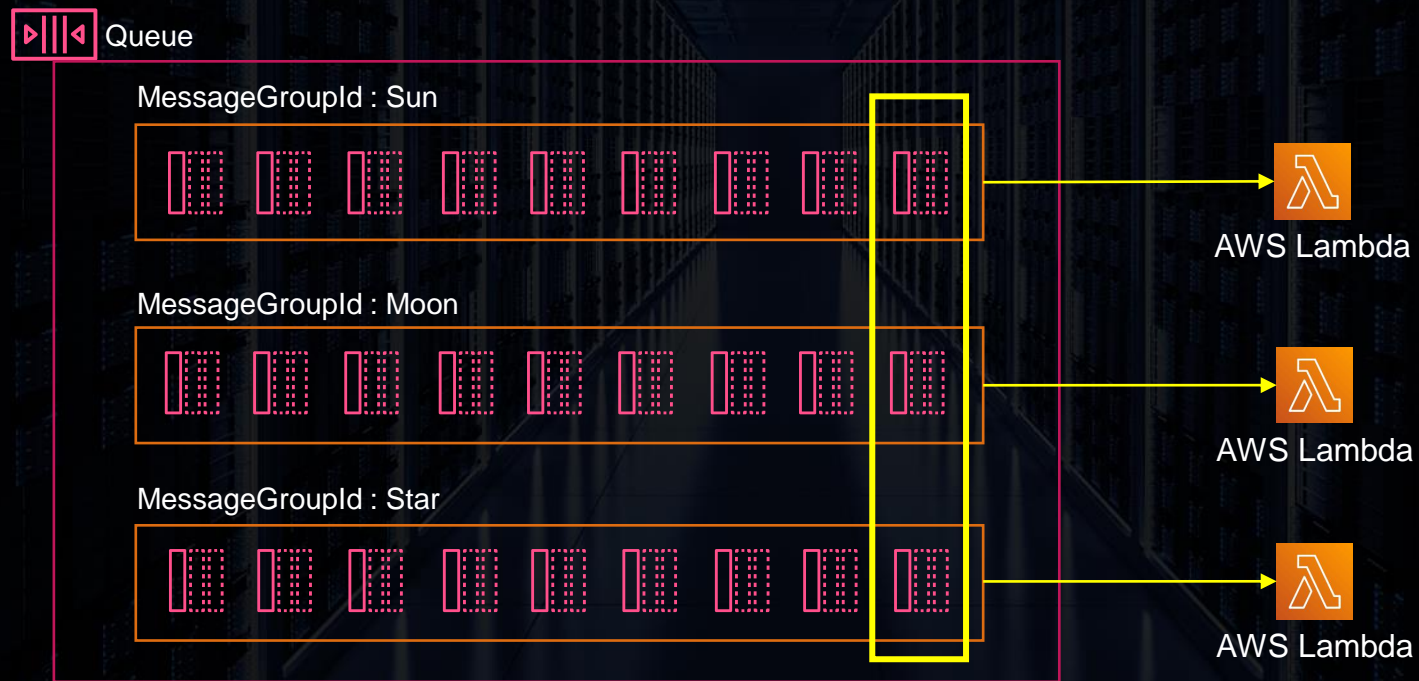 Queue
MessageGroupId : Sun
AWS Lambda
MessageGroupId : Moon
AWS Lambda
MessageGroupId : Star
AWS Lambda